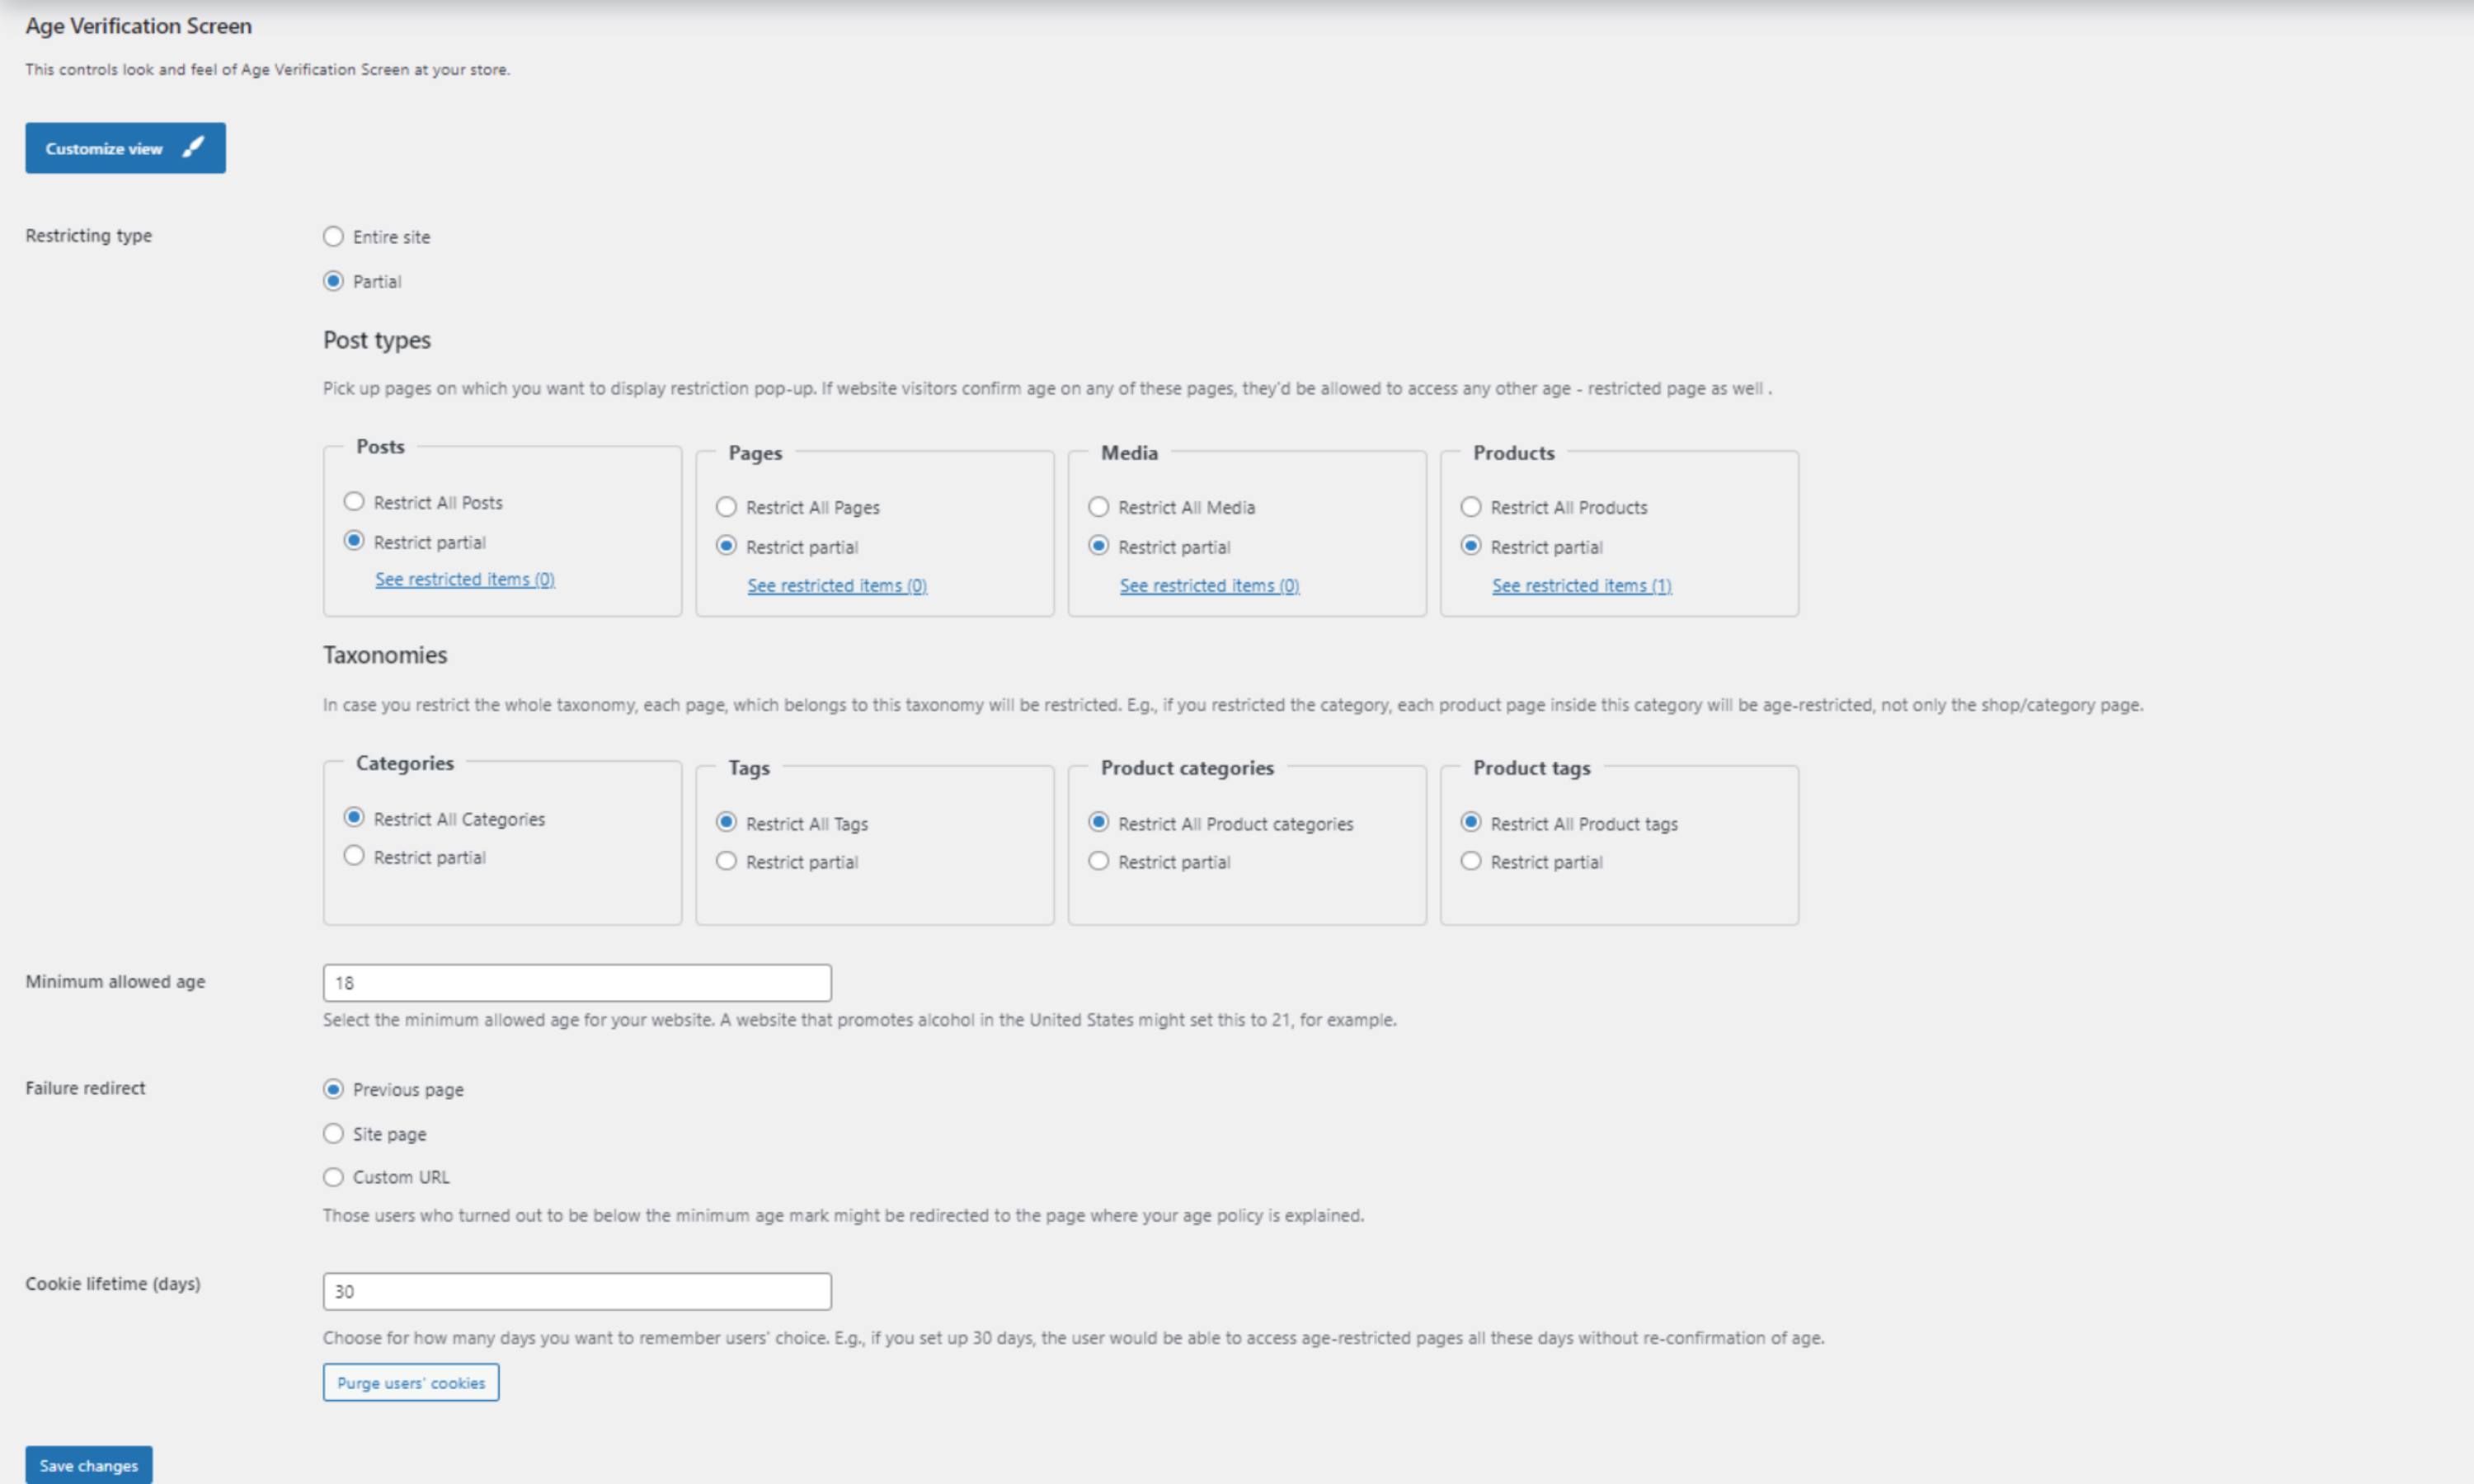 Age Verification Screen
This controls look and feel of Age Verification Screen at your store.
Customize view
Restricting type
Entire site
Partial
Post types
Pick up pages on which you want to display restriction pop-up. If website visitors confirm age on any of these pages, they'd be allowed to access any other age - restricted page as well .
Posts
Restrict All Posts
Restrict partial
See restricted items (0)
Pages
Restrict All Pages
Restrict partial
See restricted items (0)
Media
Restrict All Media
Restrict partial
See restricted items (0)
Products
Restrict All Products
Restrict partial
See restricted items (1)
Taxonomies
In case you restrict the whole taxonomy, each page, which belongs to this taxonomy will be restricted. E.g., if you restricted the category, each product page inside this category will be age-restricted, not only the shop/category page.
Categories
Restrict All Categories
Restrict partial
Tags
Restrict All Tags
Restrict partial
Product categories
Restrict All Product categories
Restrict partial
Product tags
Restrict All Product tags
Restrict partial
Minimum allowed age
18
Select the minimum allowed age for your website. A website that promotes alcohol in the United States might set this to 21, for example.
Failure redirect
Previous page
Site page
Custom URL
Those users who turned out to be below the minimum age mark might be redirected to the page where your age policy is explained.
Cookie lifetime (days)
30
Choose for how many days you want to remember users' choice. E.g., if you set up 30 days, the user would be able to access age-restricted pages all these days without re-confirmation of age.
Purge users' cookies
Save changes